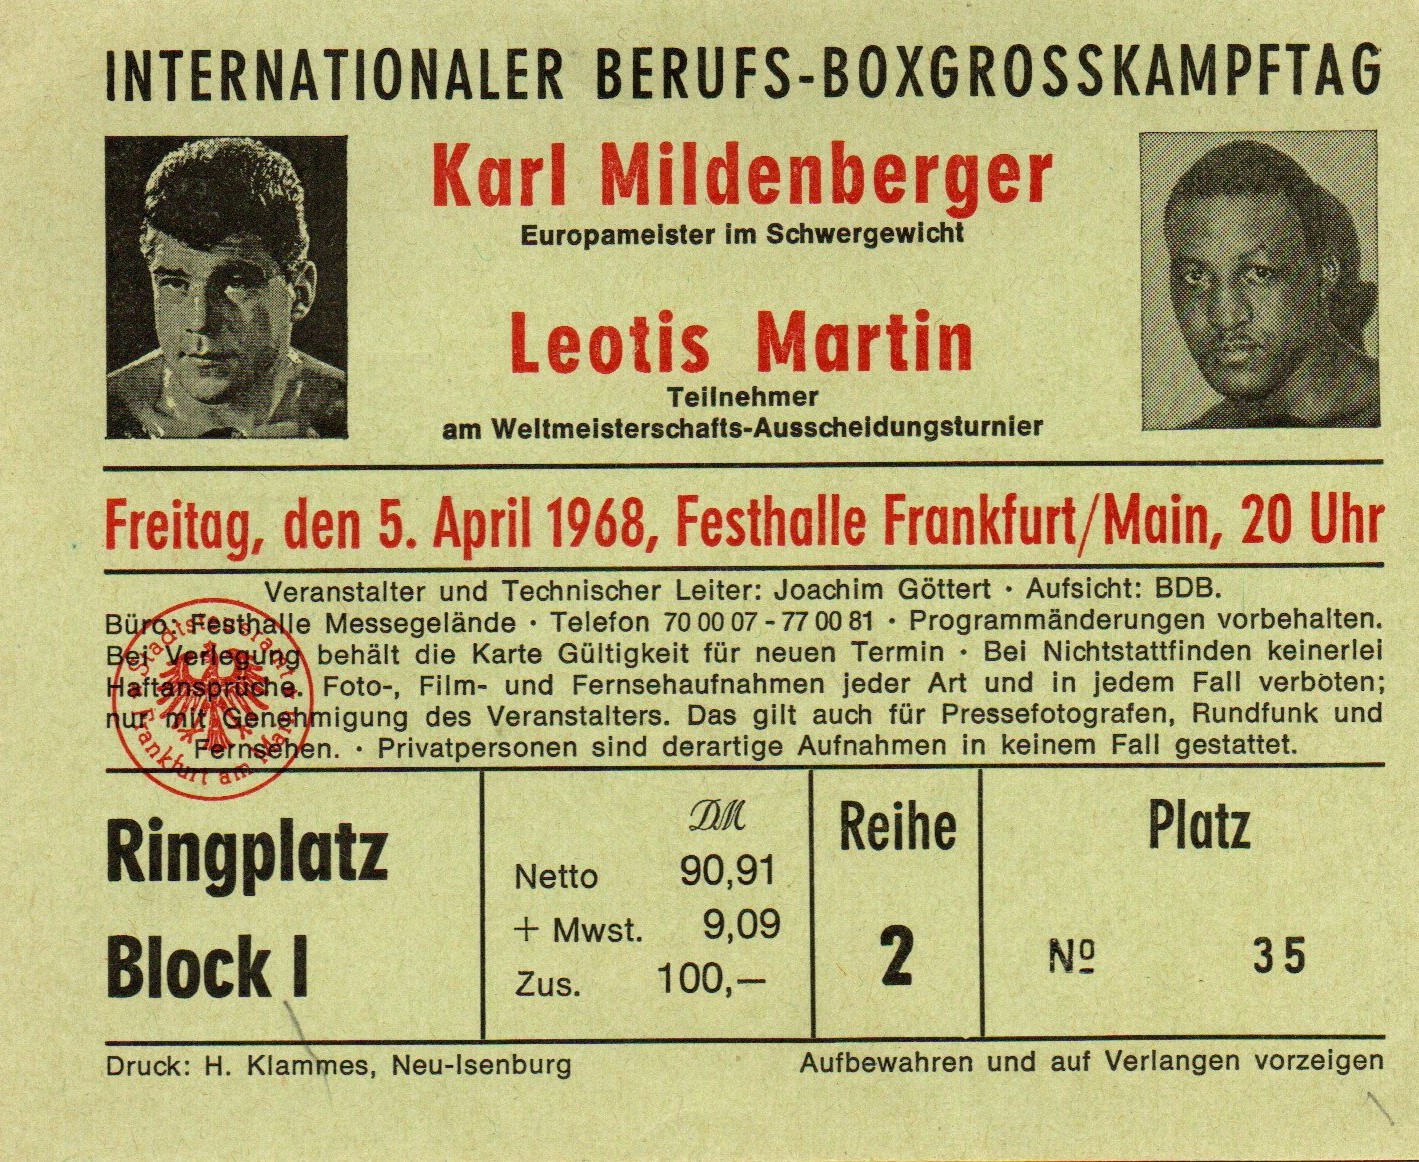 INTERNATIONALER BERUFS-BOXGROSSKAMPFTAG
Karl Mildenberger
Europameister im Schwergewicht
Leotis Martin
Teilnehmer
am Weltmeisterschafts-Ausscheidungsturnier
Freitag, den 5. April 1968, Festhalle Frankfurt/Main, 20 Uhr
Veranstalter und Technischer Leiter: Joachim Göttert · Aufsicht: BDB.
Büro: Festhalle Messegelände · Telefon 70 00 07 - 77 00 81 · Programmänderungen vorbehalten.
Bei Verlegung behält die Karte Gültigkeit für neuen Termin · Bei Nichtstattfinden keinerlei
Haftansprüche. Foto-, Film- und Fernsehaufnahmen jeder Art und in jedem Fall verboten;
nur mit Genehmigung des Veranstalters. Das gilt auch für Pressefotografen, Rundfunk und
Fernsehen. · Privatpersonen sind derartige Aufnahmen in keinem Fall gestattet.
Stadtsteueramt
Frankfurt am Main
Ringplatz
Block I
DM
Netto 90,91
+ Mwst. 9,09
Zus. 100,—
Reihe
2
Platz
Nº 35
Druck: H. Klammes, Neu-Isenburg
Aufbewahren und auf Verlangen vorzeigen